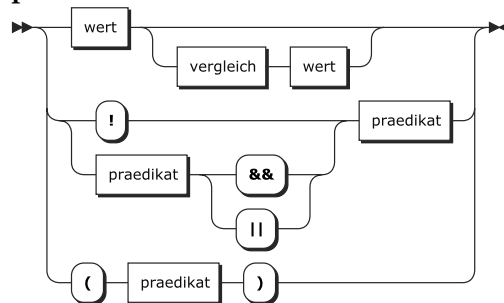 wert
vergleich wert
! praedikat
praedikat &&
||
( praedikat )